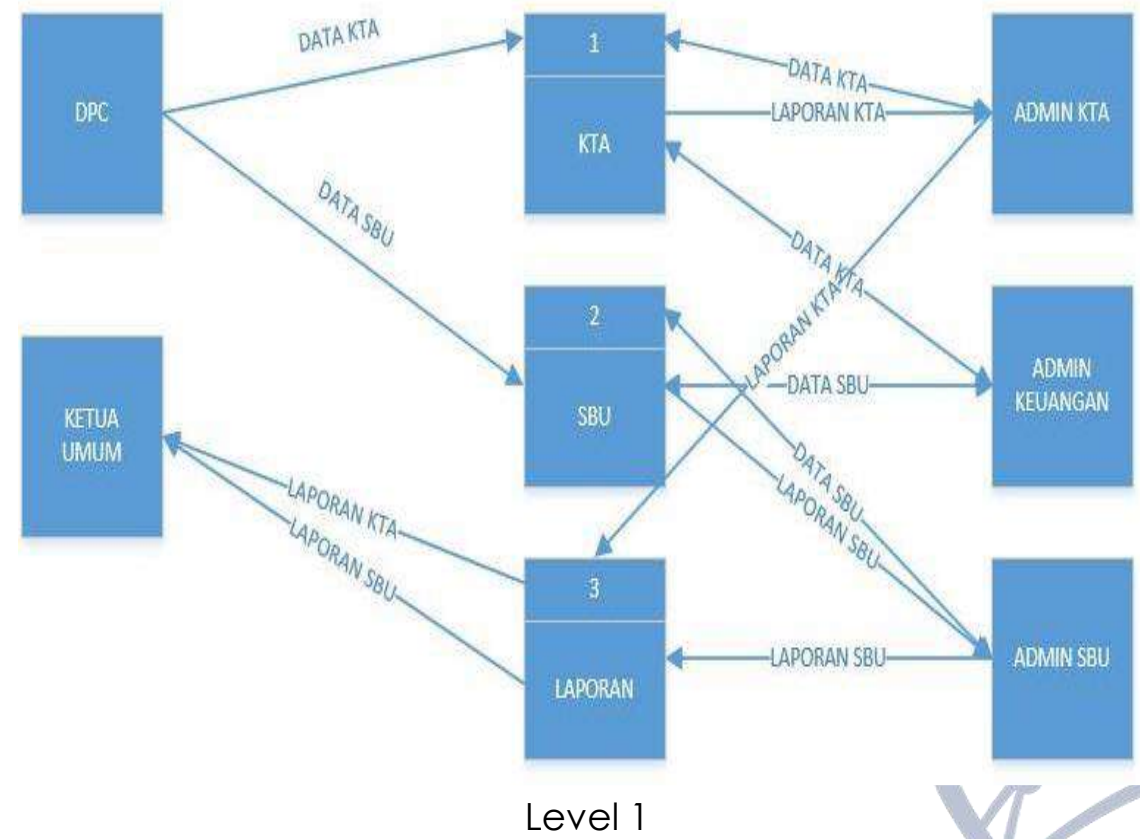 DATA KTA
1
DPC
DATA KTA
LAPORAN KTA
ADMIN KTA
KTA
DATA SBU
DATA KTA
LAPORAN KTA
2
ADMIN
KEUANGAN
DATA SBU
SBU
KETUA
UMUM
DATA SBU
LAPORAN SBU
LAPORAN KTA
LAPORAN SBU
3
LAPORAN SBU
ADMIN SBU
LAPORAN
Level 1